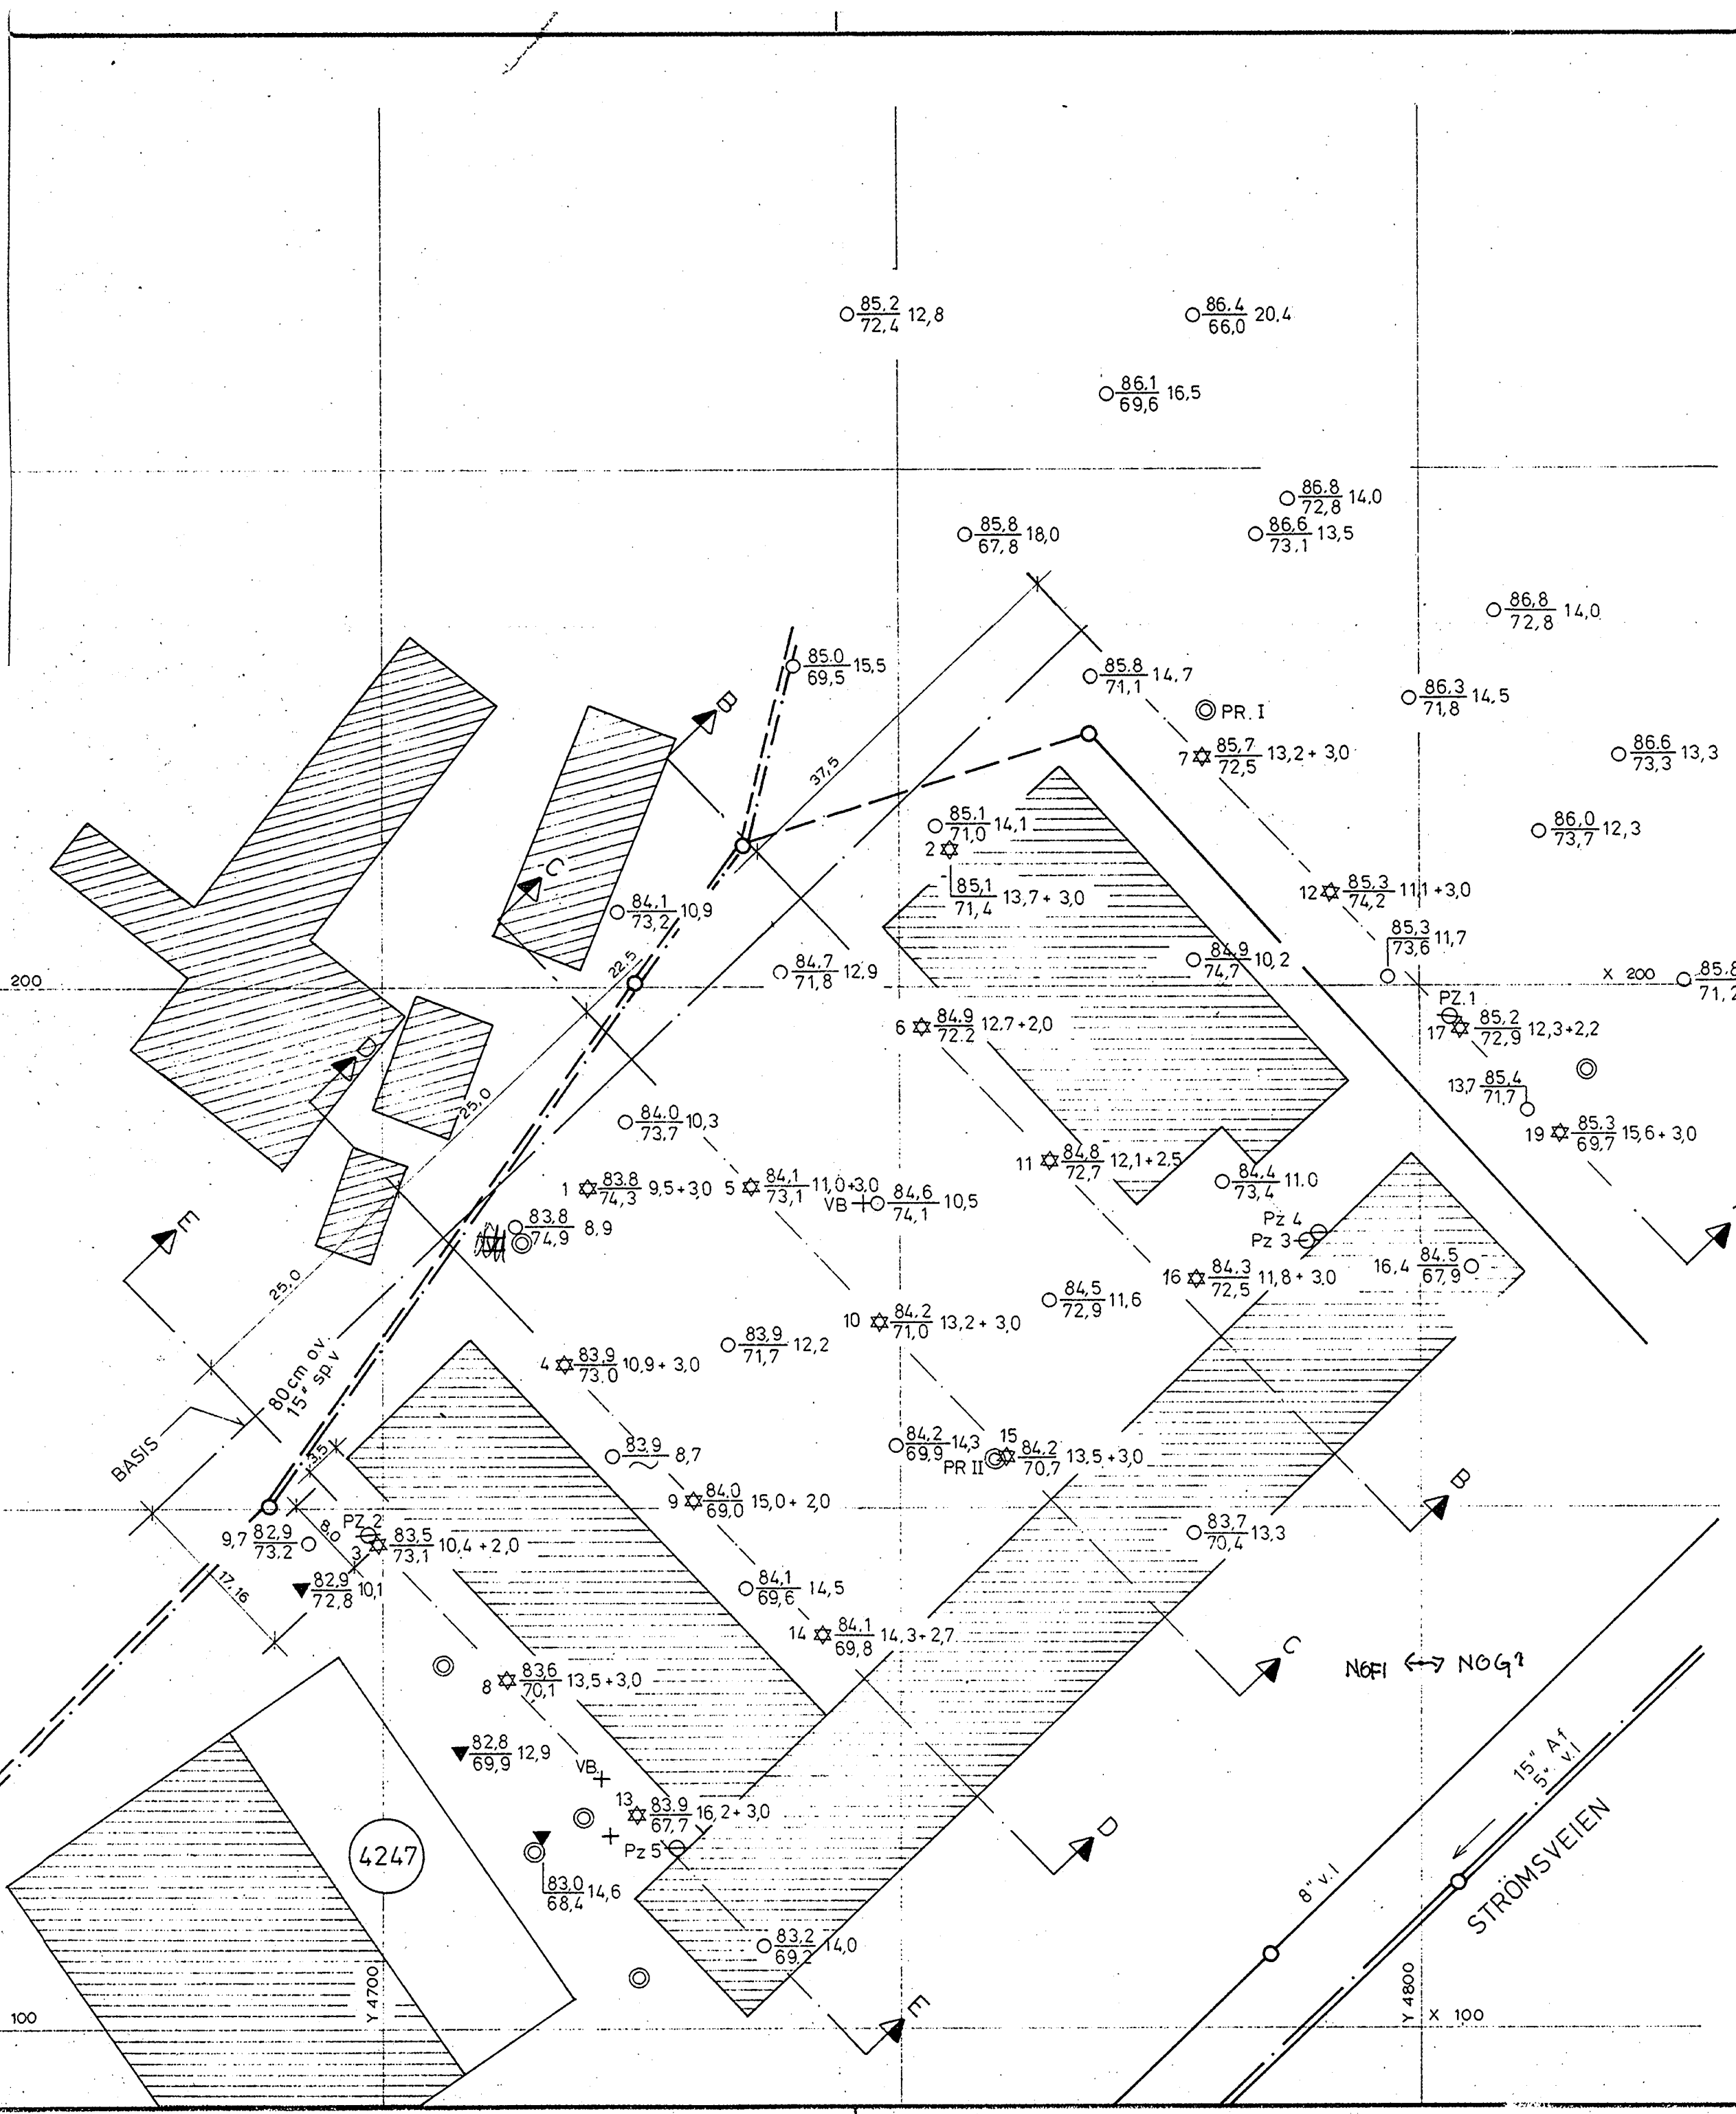 85,2
72,4 12,8
86,4
66,0 20,4
86,1
69,6 16,5
86,8
72,8 14,0
86,6
73,1 13,5
85,8
67,8 18,0
86,8
72,8 14,0
85,0
69,5 15,5
85,8
71,1 14,7
86,3
71,8 14,5
B
PR. I
37,5
7 85,7
72,5 13,2 + 3,0
86,6
73,3 13,3
85,1
71,0 14,1
86,0
73,7 12,3
2
C
85,1
71,4 13,7 + 3,0
12 85,3
74,2 11,1 + 3,0
84,1
73,2 10,9
85,3
73,6 11,7
22,5
84,7
71,8 12,9
84,9
74,7 10,2
200
X 200
85,8
71,2
PZ.1
6 84,9
72,2 12,7 + 2,0
17 85,2
72,9 12,3 + 2,2
D
25,0
13,7 85,4
71,7
84,0
73,7 10,3
19 85,3
69,7 15,6 + 3,0
11 84,8
72,7 12,1 + 2,5
84,4
73,4 11,0
1 83,8
74,3 9,5 + 3,0
5 84,1
73,1 11,0 + 3,0
VB
84,6
74,1 10,5
E
83,8
74,9 8,9
Pz 4
Pz 3
16,4 84,5
67,9
16 84,3
72,5 11,8 + 3,0
25,0
84,5
72,9 11,6
10 84,2
71,0 13,2 + 3,0
83,9
71,7 12,2
4 83,9
73,0 10,9 + 3,0
80 cm o.v
15" sp.v
BASIS
3,5
83,9 8,7
84,2
69,9 14,3
PR II
15
84,2
70,7 13,5 + 3,0
B
9 84,0
69,0 15,0 + 2,0
8,0
PZ 2
9,7 82,9
73,2
3
83,5
73,1 10,4 + 2,0
83,7
70,4 13,3
17,16
82,9
72,8 10,1
84,1
69,6 14,5
14 84,1
69,8 14,3 + 2,7
C
NOFI ↔ NOG?
8 83,6
70,1 13,5 + 3,0
82,8
69,9 12,9
VB
15" A f
5" v.l
13 83,9
67,7 16,2 + 3,0
Pz 5
D
4247
83,0
68,4 14,6
8" v.l
STRÖMSVEIEN
83,2
69,2 14,0
E
100
Y 4700
Y 4800
X 100